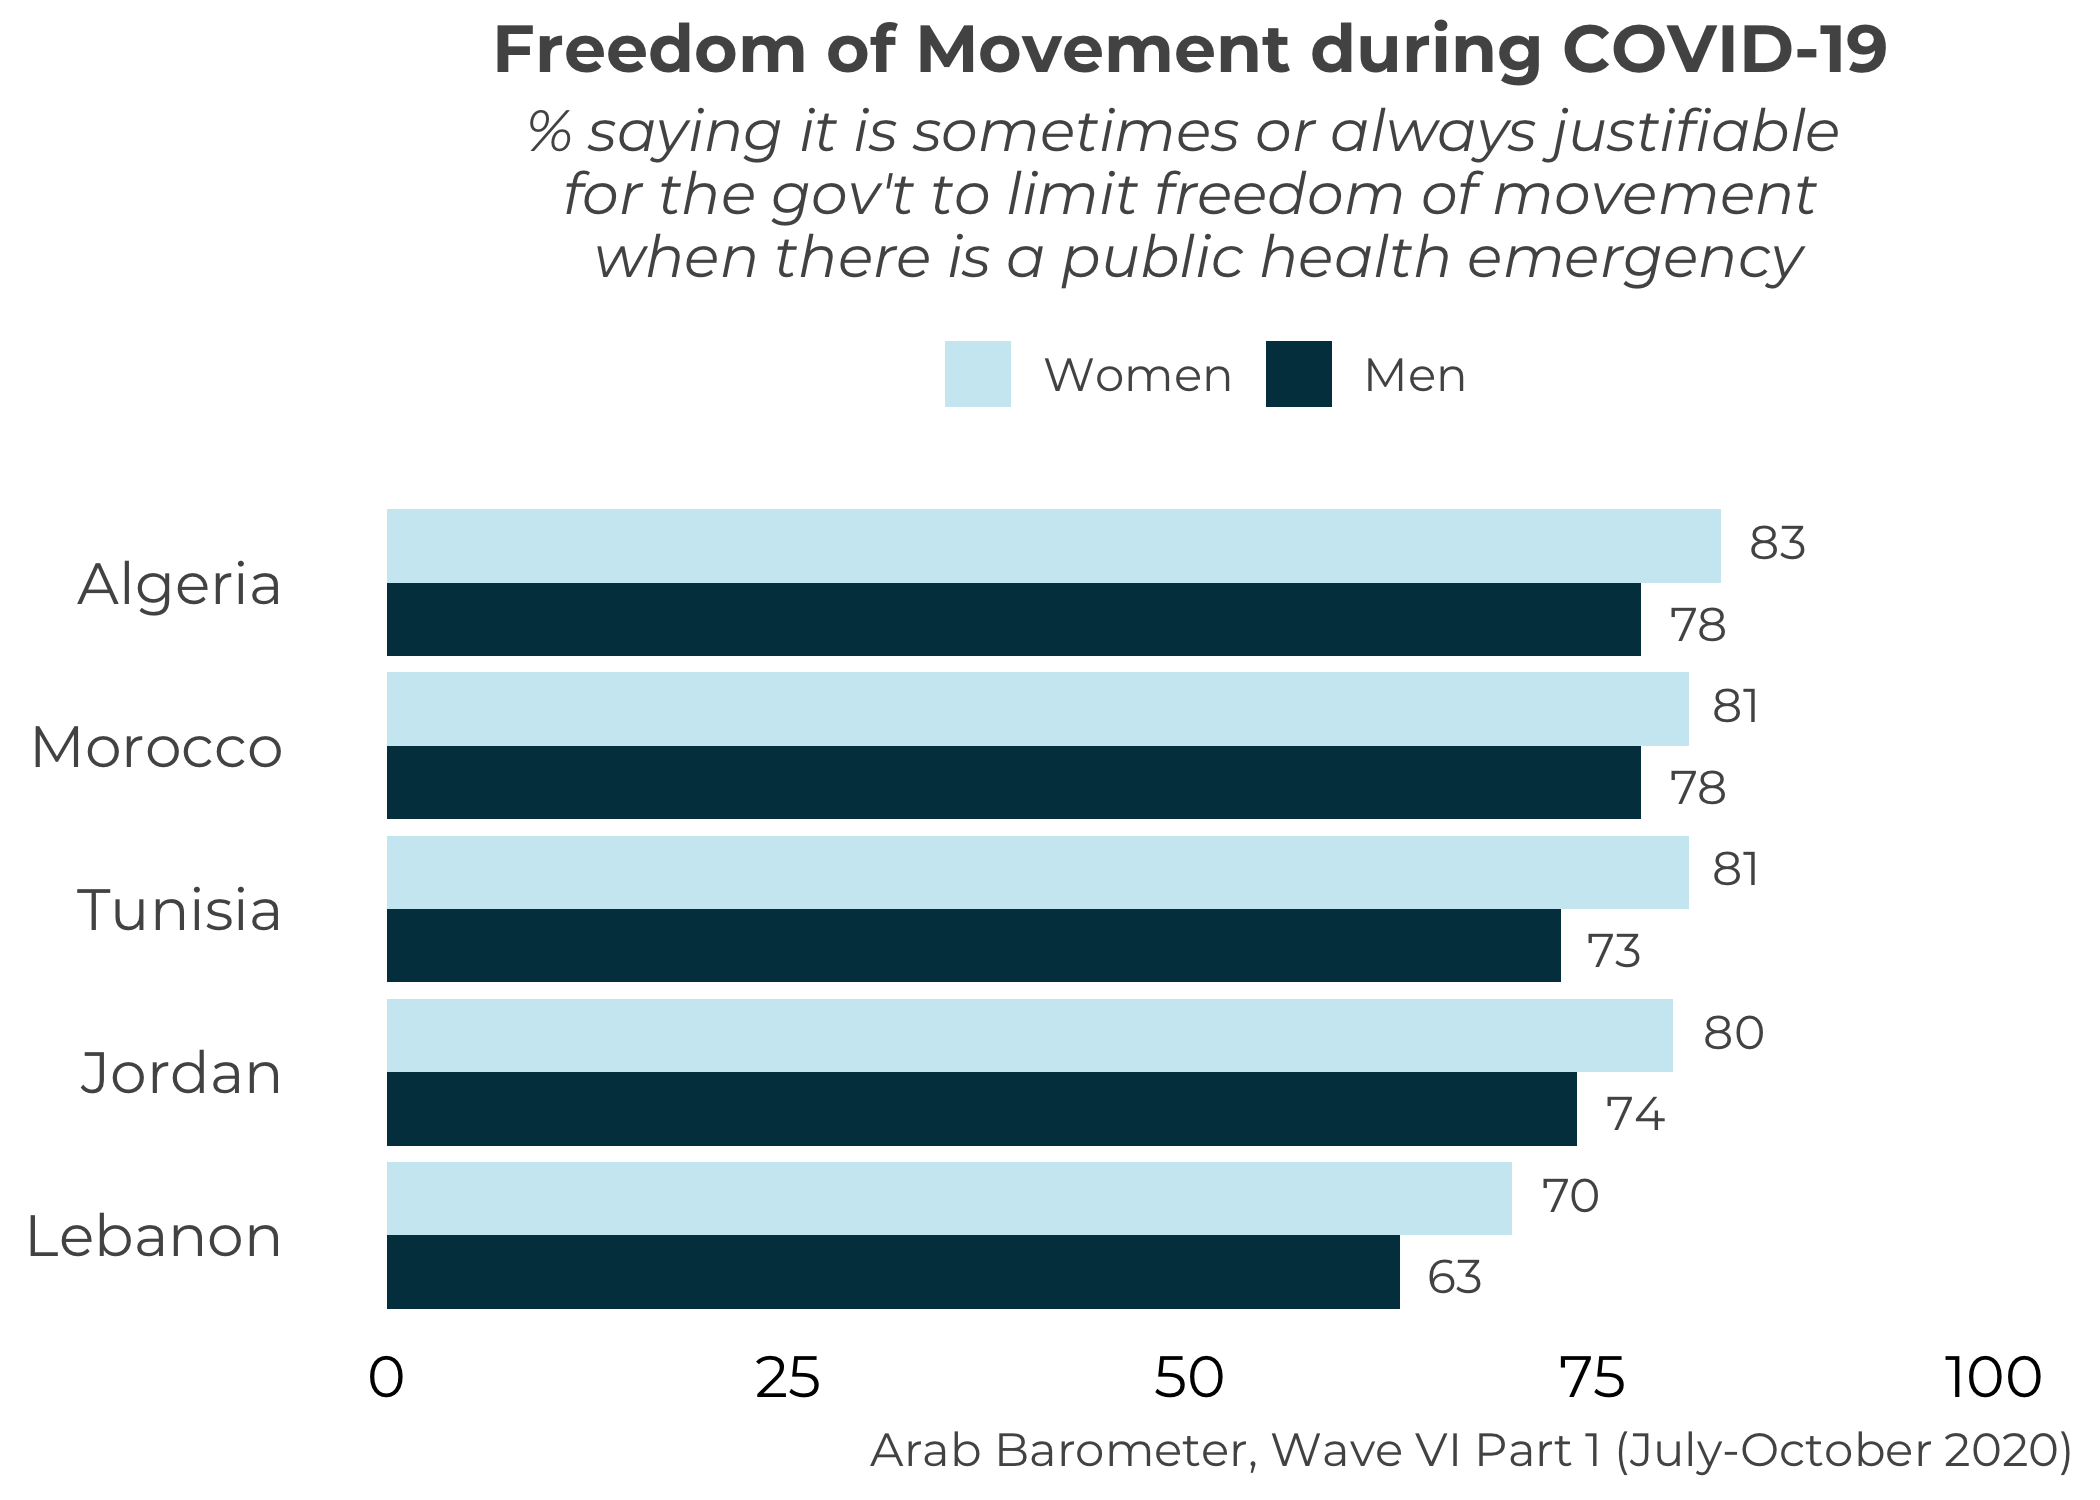 Freedom of Movement during COVID-19
% saying it is sometimes or always justifiable
for the gov't to limit freedom of movement
when there is a public health emergency
Women Men
Algeria
83
78
Morocco
81
78
Tunisia
81
73
Jordan
80
74
Lebanon
70
63
0 25 50 75 100
Arab Barometer, Wave VI Part 1 (July-October 2020)